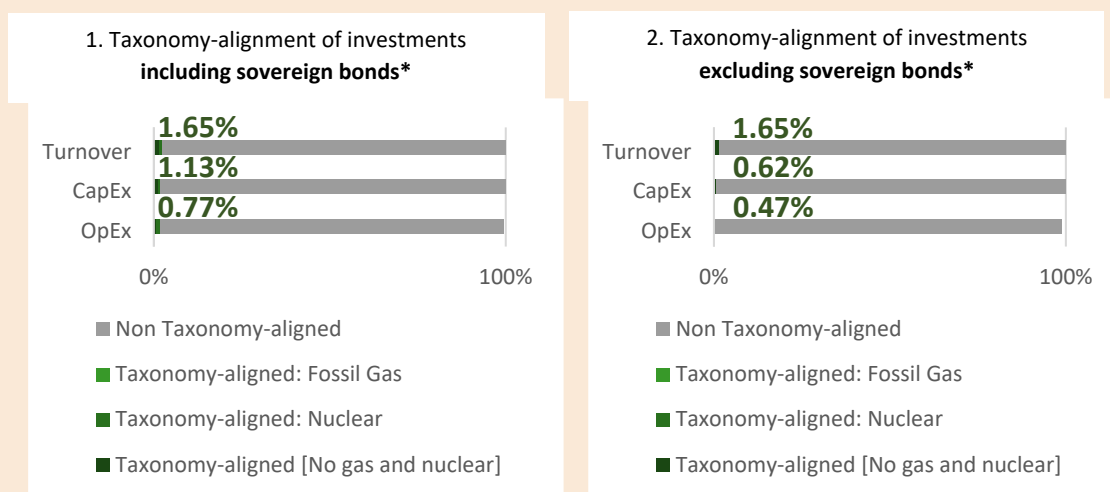 1. Taxonomy-alignment of investments
including sovereign bonds*
1.65%
Turnover
1.13%
CapEx
0.77%
OpEx
0%
100%
Non Taxonomy-aligned
Taxonomy-aligned: Fossil Gas
Taxonomy-aligned: Nuclear
Taxonomy-aligned [No gas and nuclear]
2. Taxonomy-alignment of investments
excluding sovereign bonds*
1.65%
Turnover
0.62%
CapEx
0.47%
OpEx
0%
100%
Non Taxonomy-aligned
Taxonomy-aligned: Fossil Gas
Taxonomy-aligned: Nuclear
Taxonomy-aligned [No gas and nuclear]